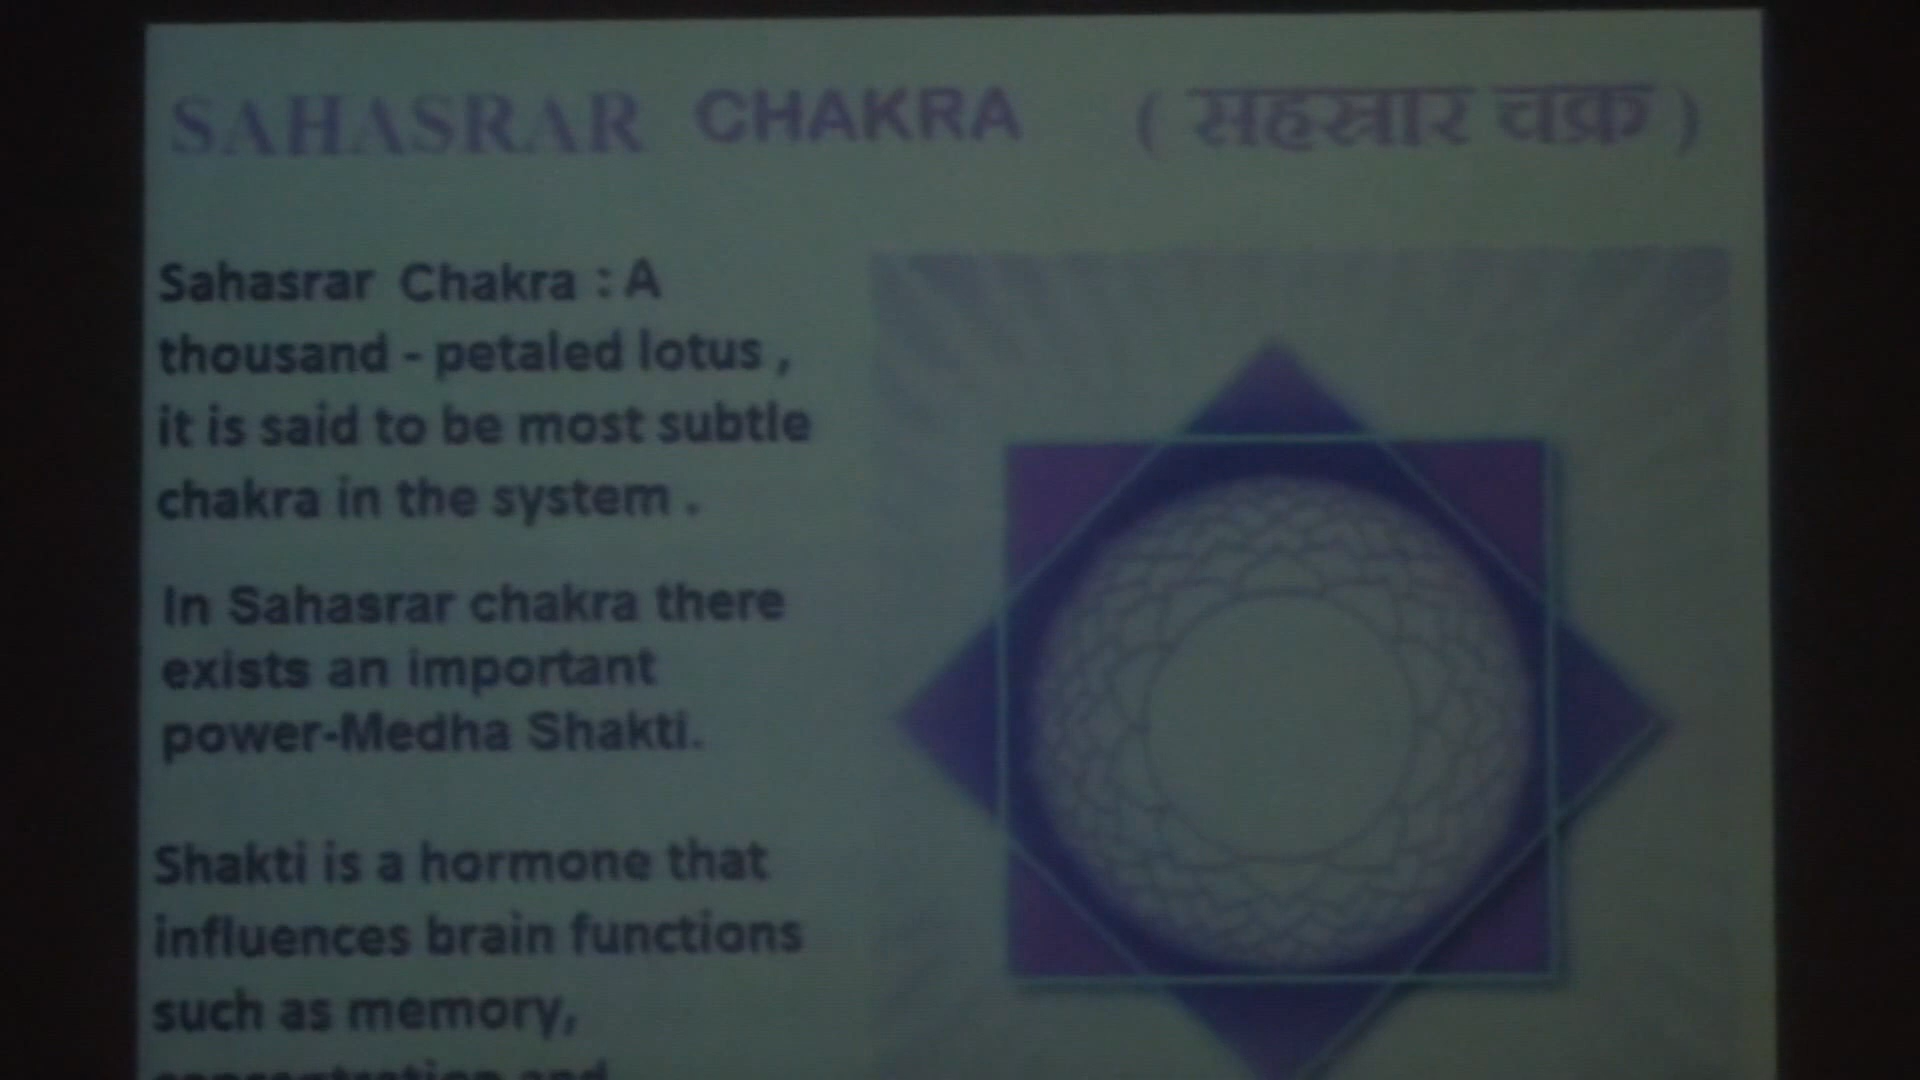 SAHASRAR CHAKRA ( सहस्रार चक्र )
Sahasrar Chakra : A
thousand - petaled lotus ,
it is said to be most subtle
chakra in the system .
In Sahasrar chakra there
exists an important
power-Medha Shakti.
Shakti is a hormone that
influences brain functions
such as memory,
concegtretion and